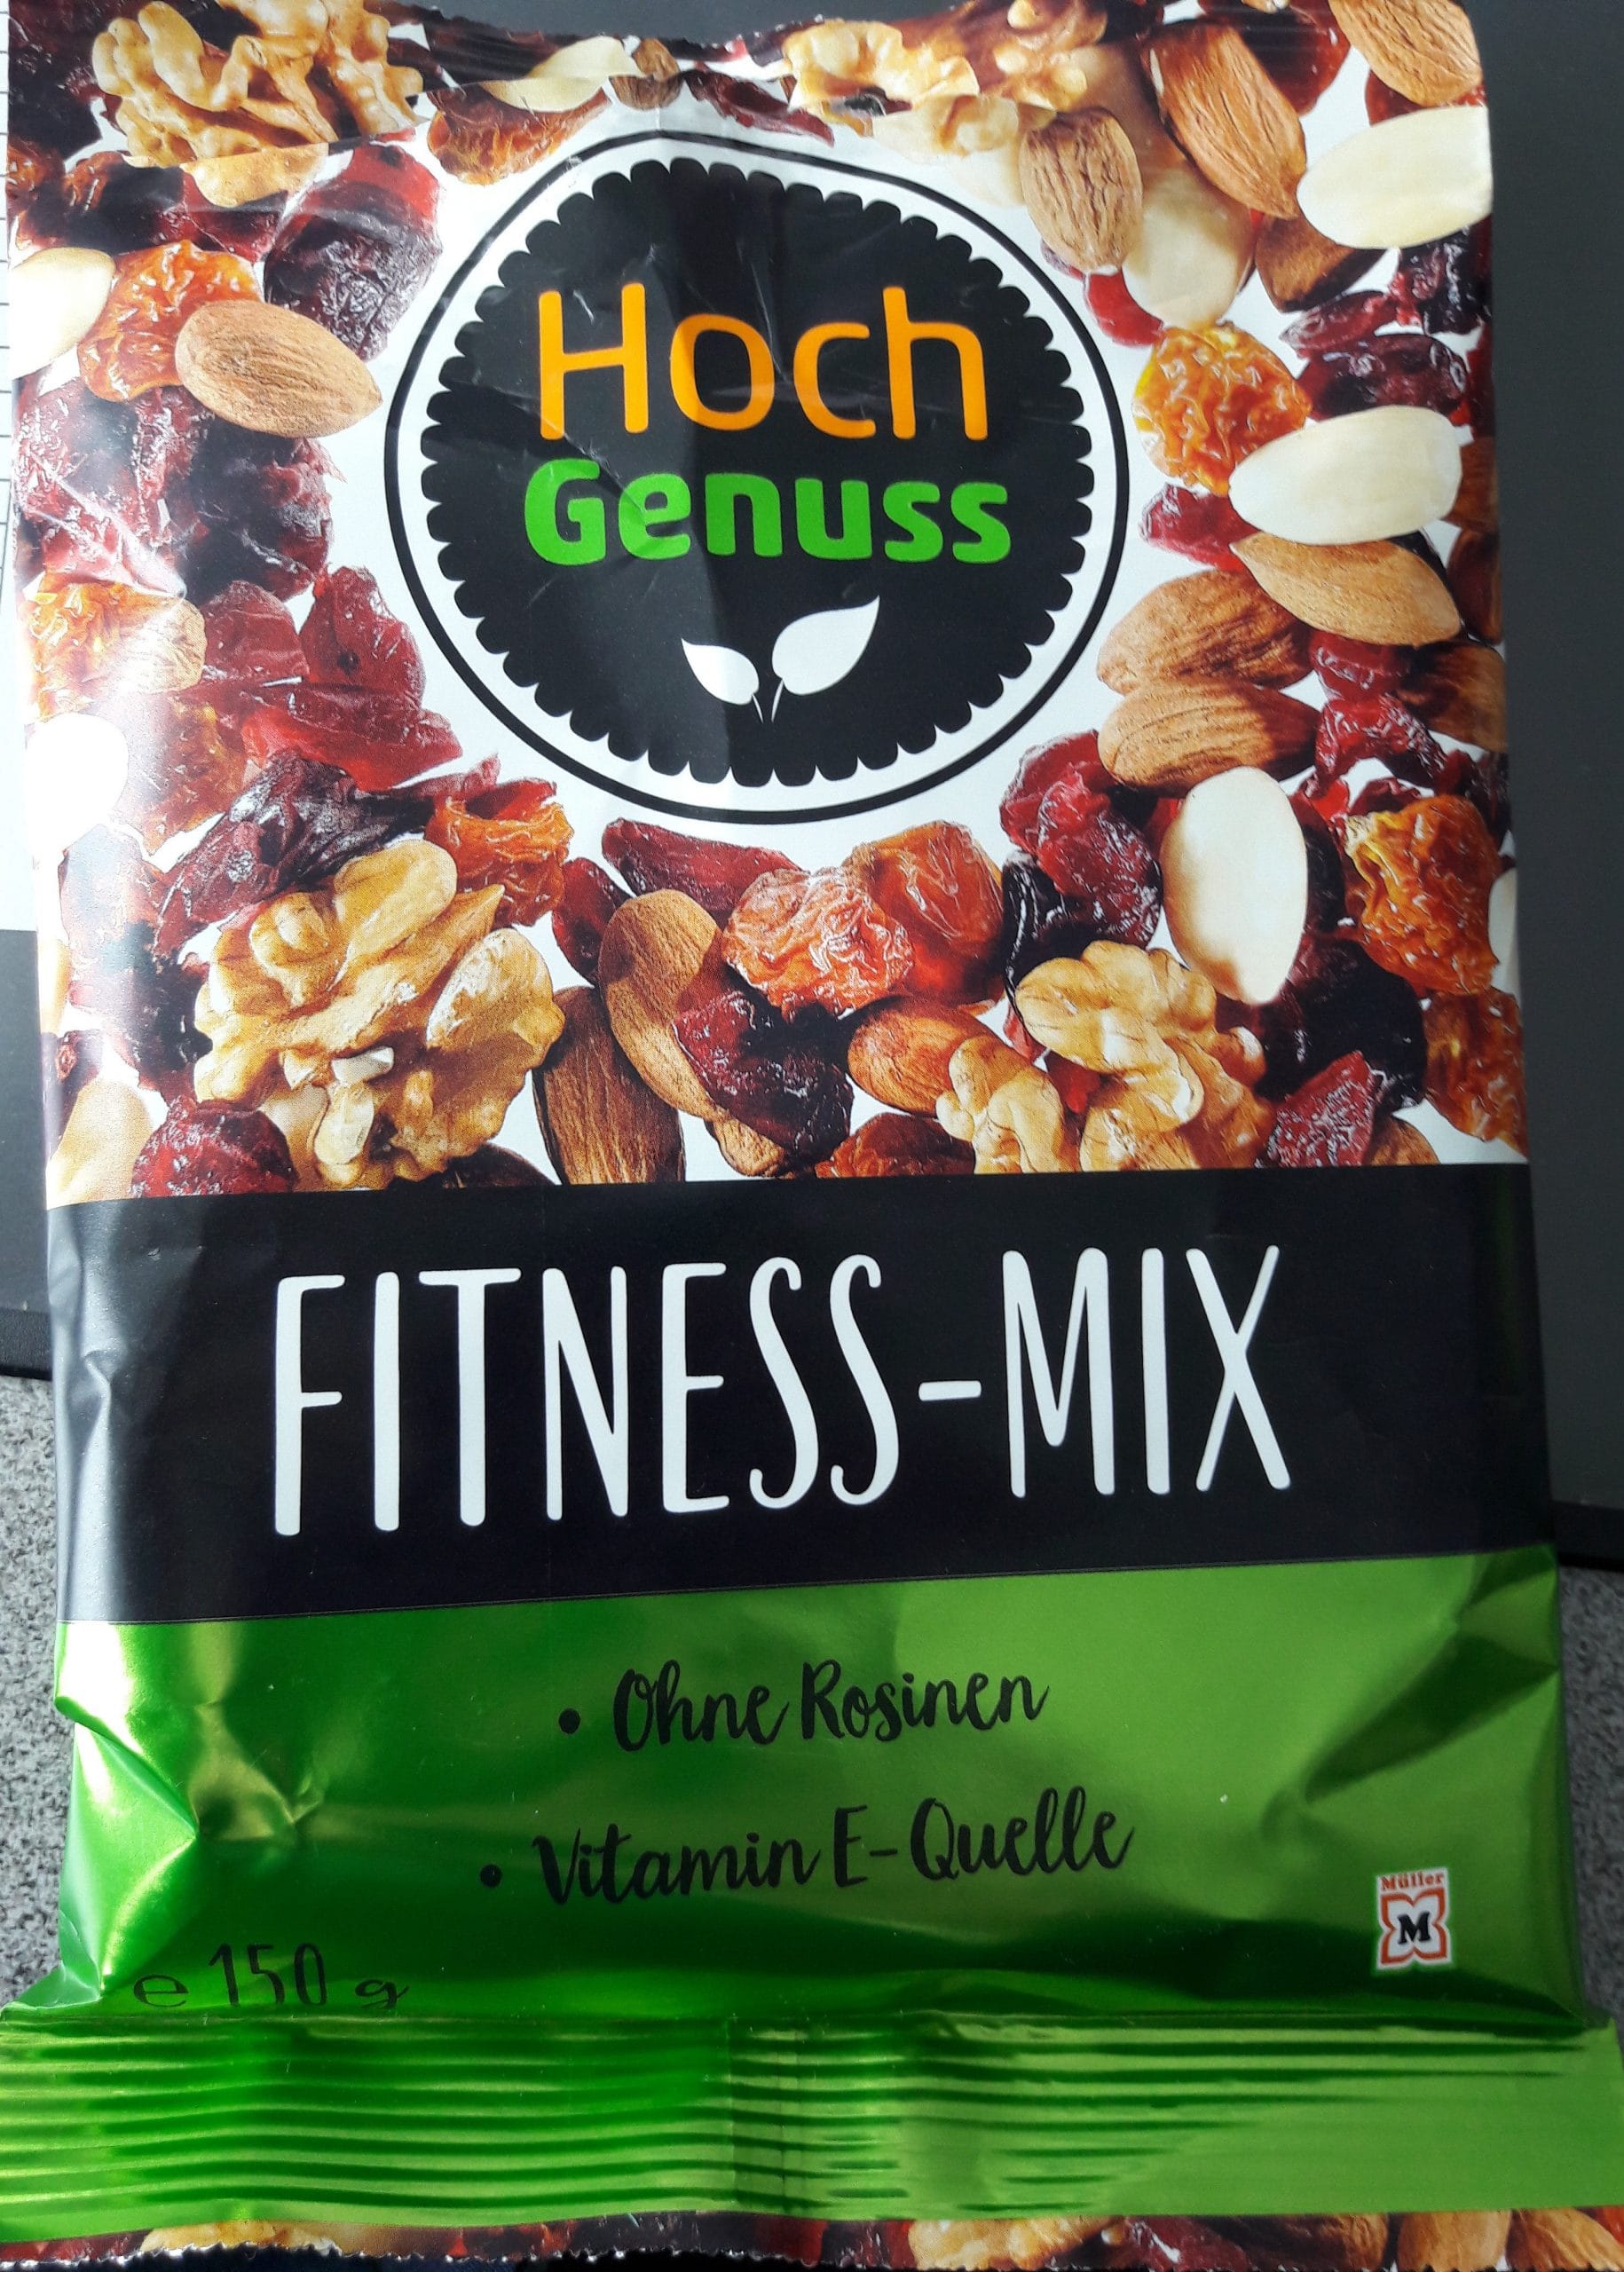 Hoch
Genuss
FITNESS-MIX
• Ohne Rosinen
• Vitamin E-Quelle
Müller
M
e 150 g